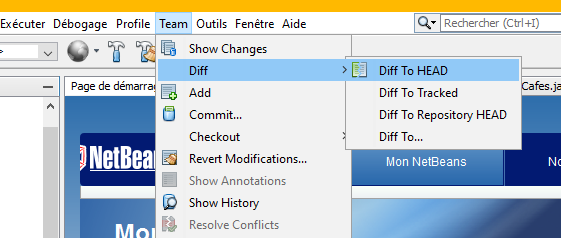 Exécuter Débogage Profile Team Outils Fenêtre Aide
Rechercher (Ctrl+I)
Show Changes
Diff
Diff To HEAD
Page de démarra
Cafes.ja
Add
Diff To Tracked
Commit...
Diff To Repository HEAD
Checkout
Diff To...
NetBeans
Revert Modifications...
Mon NetBeans
No
Show Annotations
Show History
Mo
Resolve Conflicts